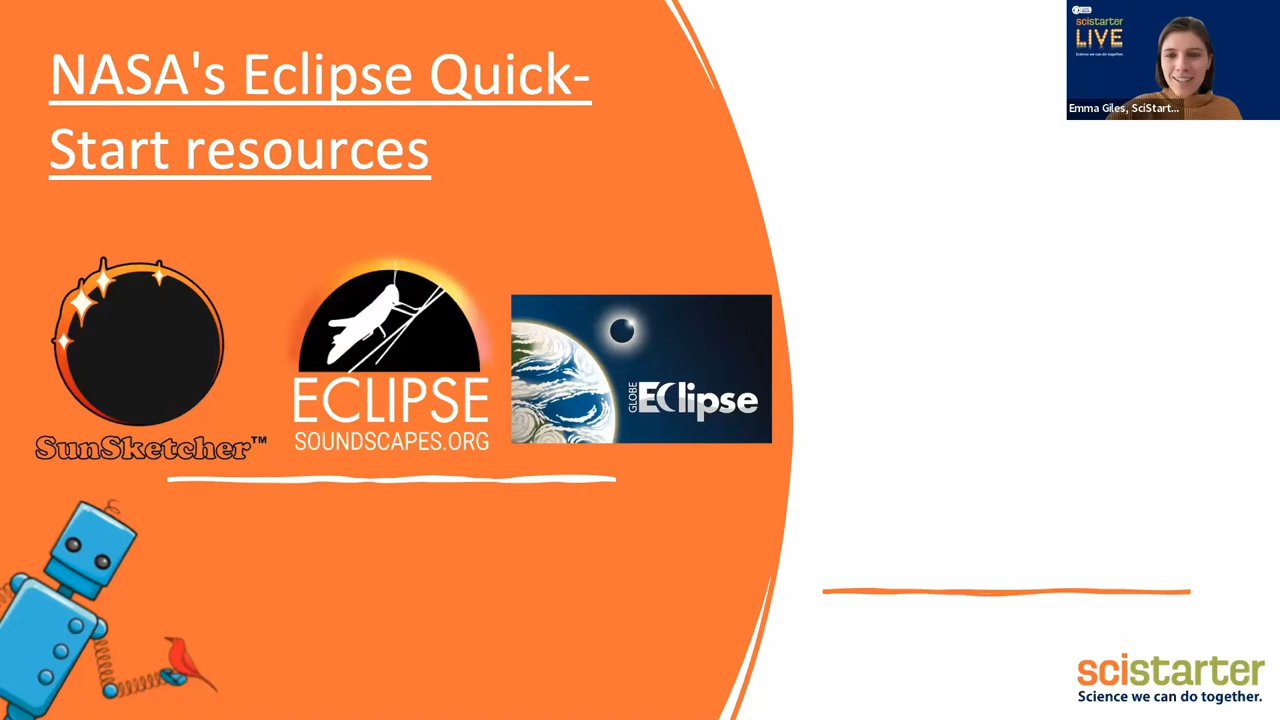 NASA's Eclipse Quick-
Start resources
SunSketcher™
ECLIPSE
SOUNDSCAPES.ORG
GLOBE
Eclipse
scistarter
LIVE
Science we can do together.
Emma Giles, SciStart...
scistarter
Science we can do together.